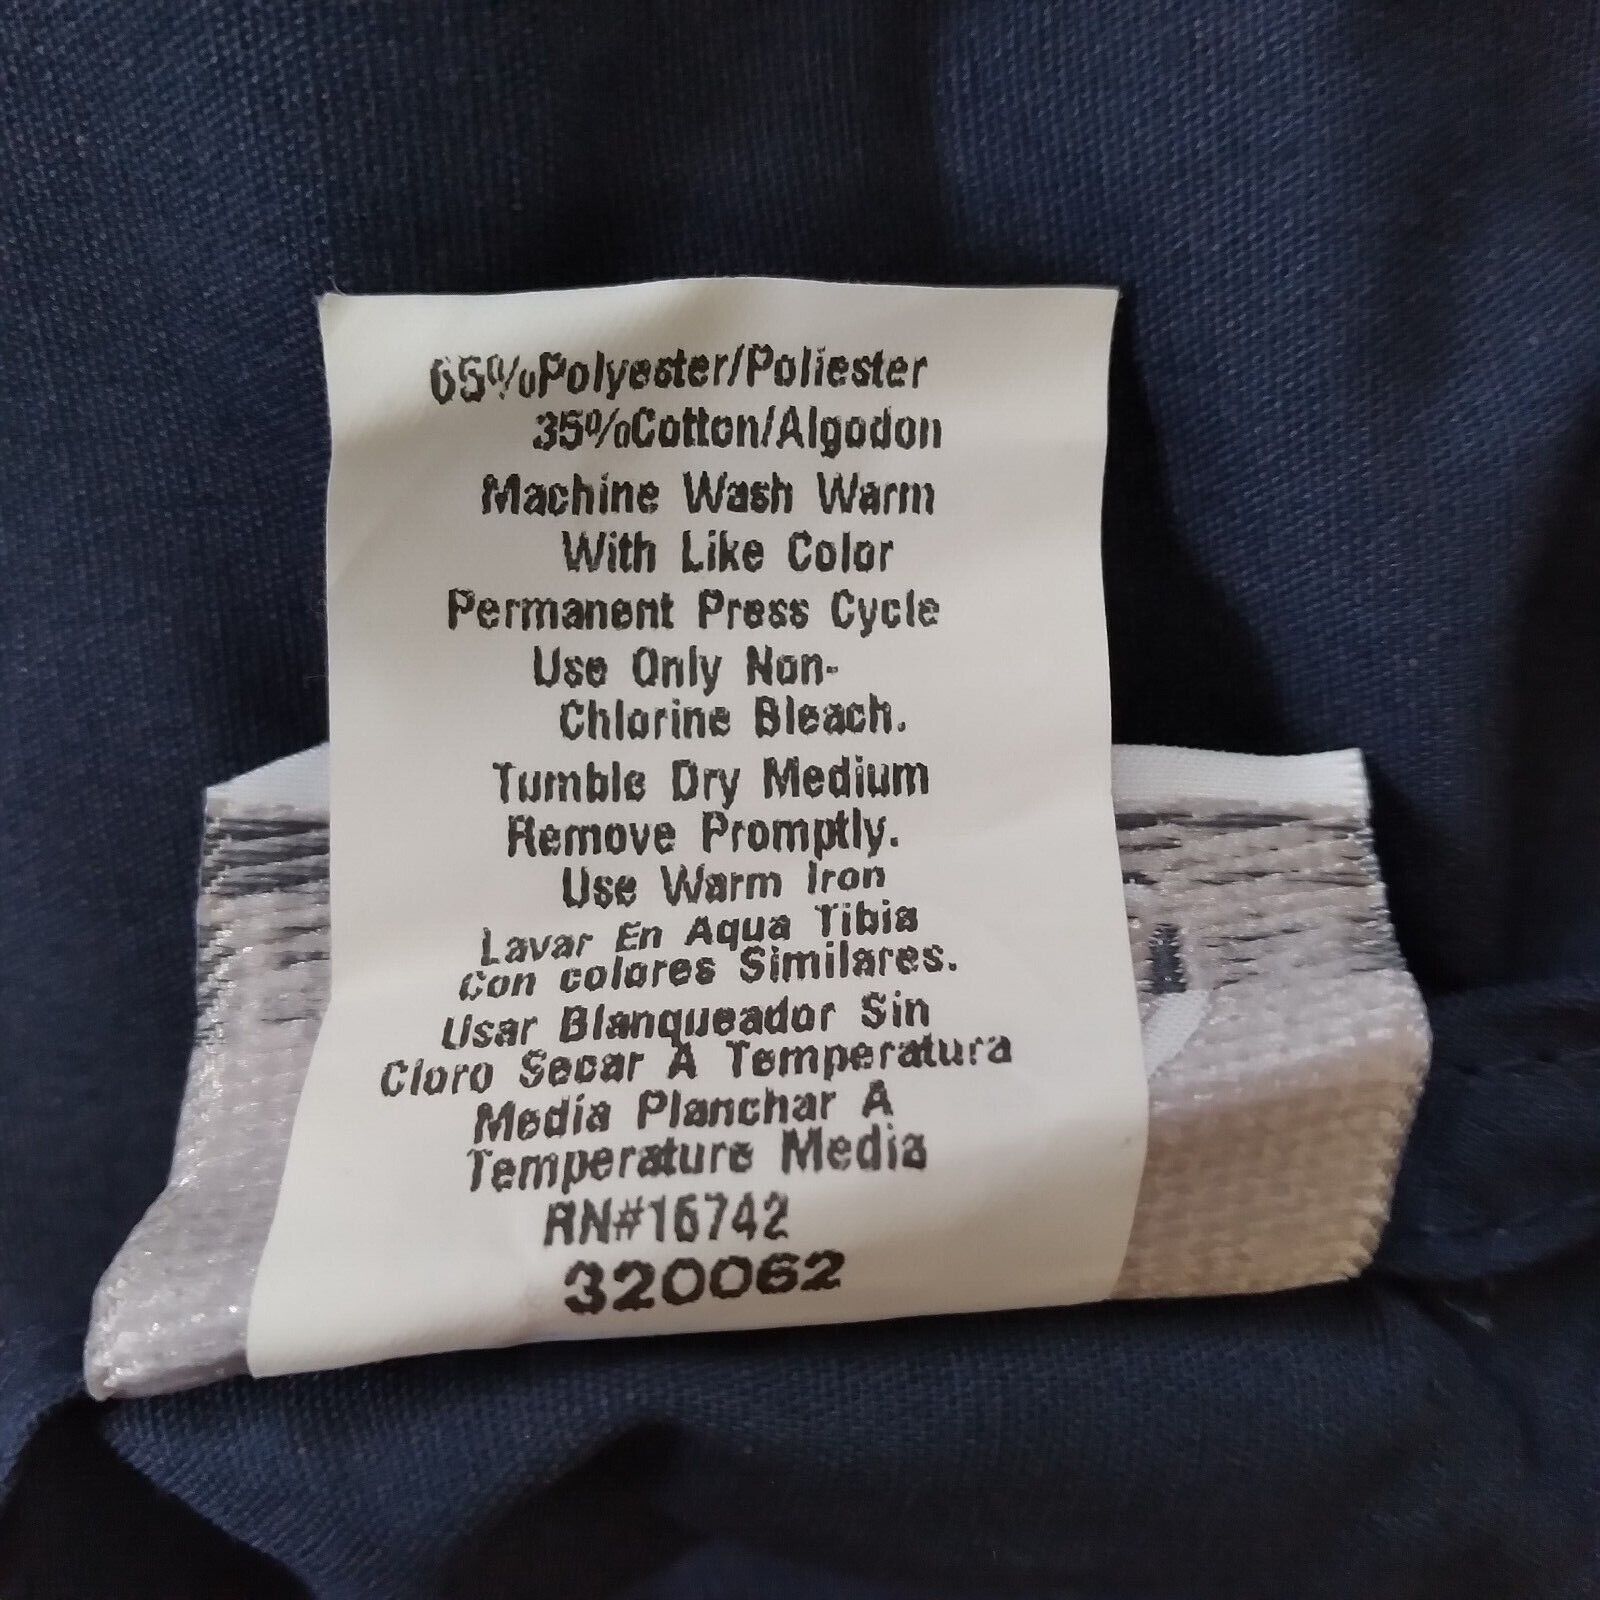 65%Polyester/Poliester
35%Cotton/Algodon
Machine Wash Warm
With Like Color
Permanent Press Cycle
Use Only Non-
Chlorine Bleach.
Tumble Dry Medium
Remove Promptly.
Use Warm Iron
Lavar En Aqua Tibia
Con colores Similares.
Usar Blanqueador Sin
Cloro Secar A Temperatura
Media Planchar A
Temperature Media
RN#16742
320062